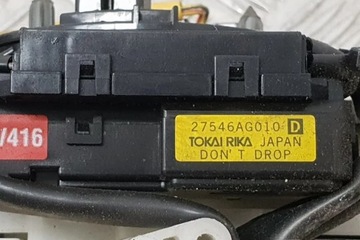 /416
27546AG010 D
TOKAI RIKA JAPAN
DON'T DROP